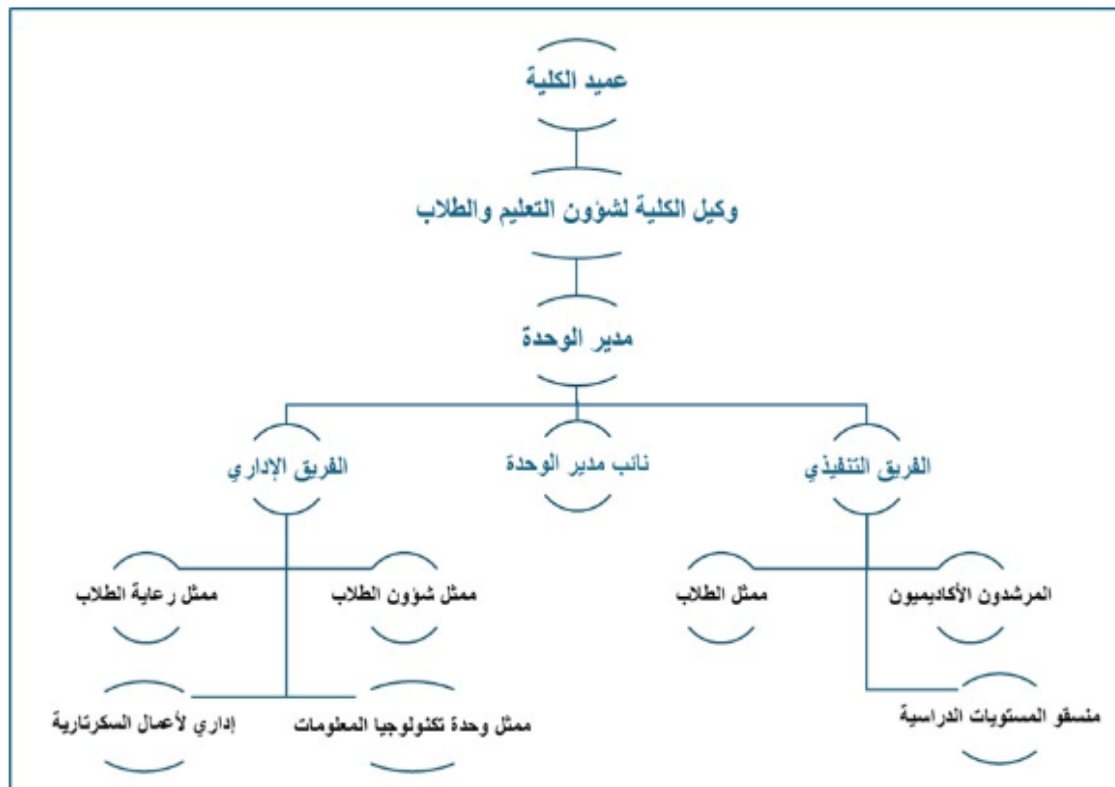 عميد الكلية
وكيل الكلية لشؤون التعليم والطلاب
مدير الوحدة
الفريق التنفيذي
نائب مدير الوحدة
الفريق الإداري
المرشدون الأكاديميون
ممثل الطلاب
ممثل شؤون الطلاب
ممثل رعاية الطلاب
منسقو المستويات الدراسية
ممثل وحدة تكنولوجيا المعلومات
إداري لأعمال السكرتارية